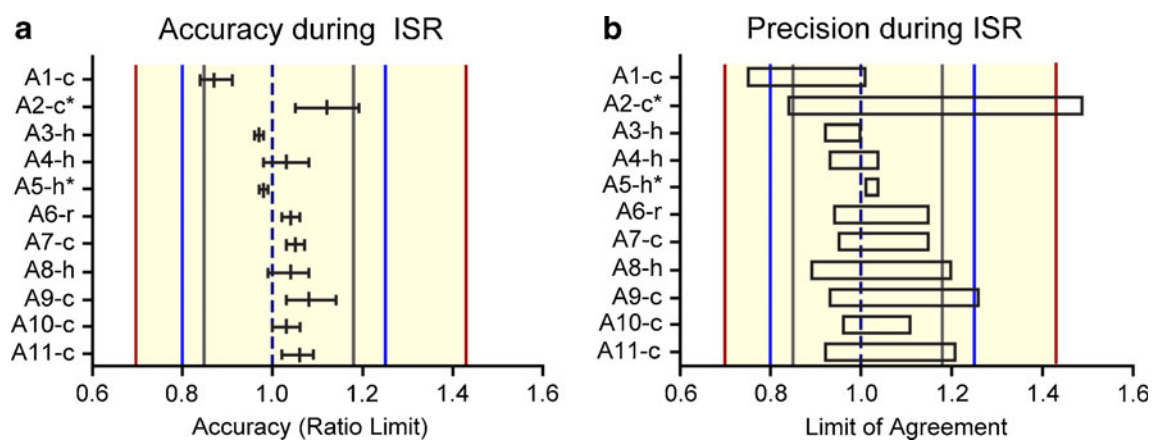 a Accuracy during ISR
A1-c
A2-c*
A3-h
A4-h
A5-h*
A6-r
A7-c
A8-h
A9-c
A10-c
A11-c
0.6 0.8 1.0 1.2 1.4 1.6
Accuracy (Ratio Limit)
b Precision during ISR
A1-c
A2-c*
A3-h
A4-h
A5-h*
A6-r
A7-c
A8-h
A9-c
A10-c
A11-c
0.6 0.8 1.0 1.2 1.4 1.6
Limit of Agreement